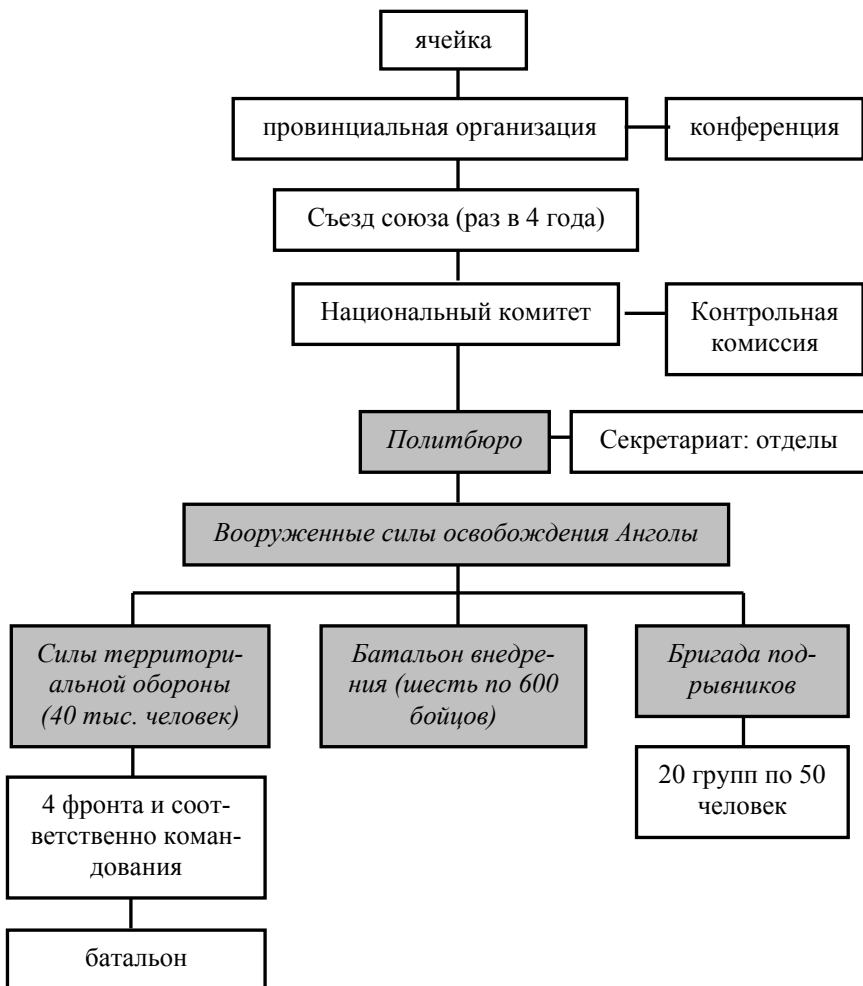 ячейка
провинциальная организация
конференция
Съезд союза (раз в 4 года)
Национальный комитет
Контрольная
комиссия
Политбюро
Секретариат: отделы
Вооруженные силы освобождения Анголы
Силы территори-
альной обороны
(40 тыс. человек)
Батальон внедре-
ния (шесть по 600
бойцов)
Бригада под-
рывников
4 фронта и соот-
ветственно коман-
дования
20 групп по 50
человек
батальон